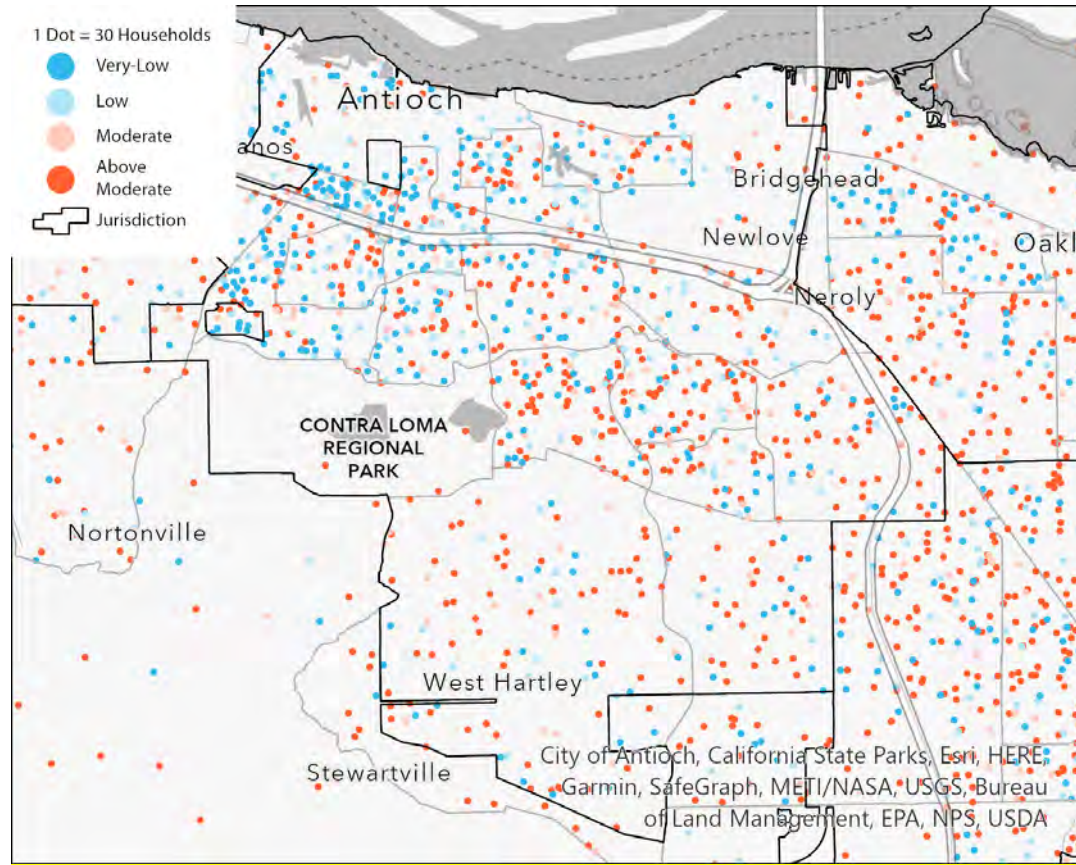 1 Dot = 30 Households
Very-Low
Low
Moderate
Above
Moderate
Jurisdiction
Antioch
anos
Bridgehead
Newlove
Oakl
Neroly
CONTRA LOMA
REGIONAL
PARK
Nortonville
West Hartley
Stewartville
City of Antioch, California State Parks, Esri, HERE,
Garmin, SafeGraph, METI/NASA, USGS, Bureau
of Land Management, EPA, NPS, USDA